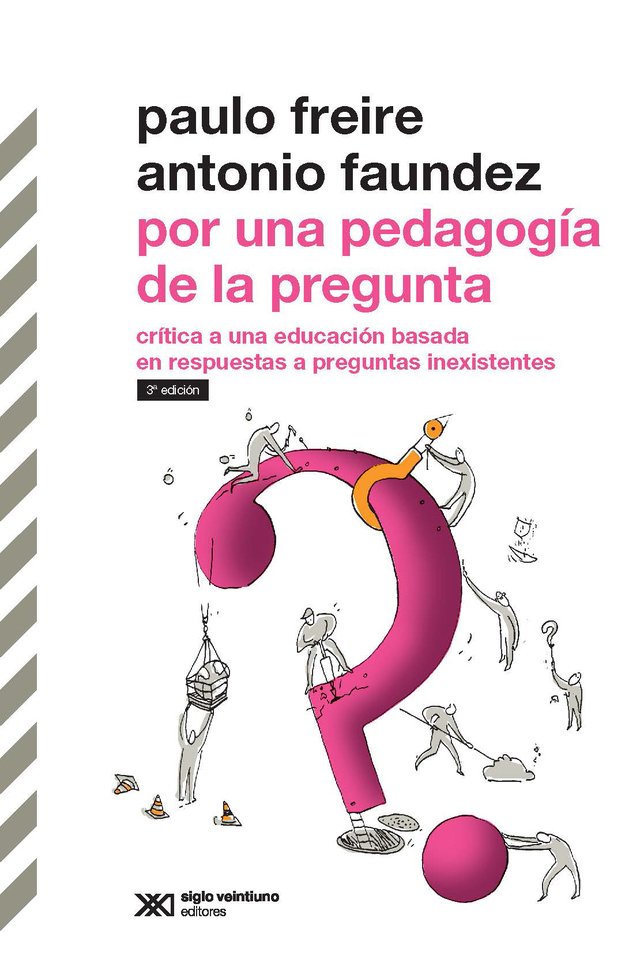 paulo freire
antonio faundez
por una pedagogía
de la pregunta
crítica a una educación basada
en respuestas a preguntas inexistentes
3ª edición
siglo veintiuno
editores